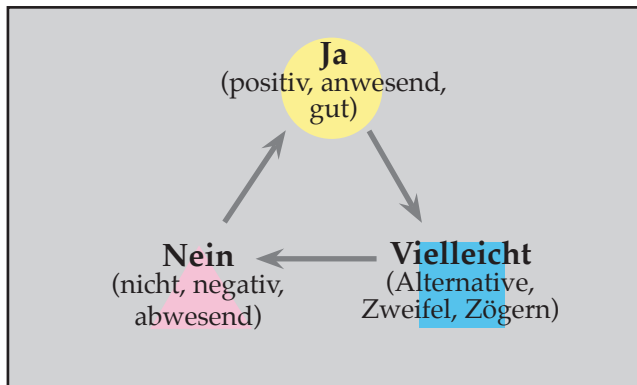 Ja
(positiv, anwesend,
gut)
Nein
(nicht, negativ,
abwesend)
Vielleicht
(Alternative,
Zweifel, Zögern)